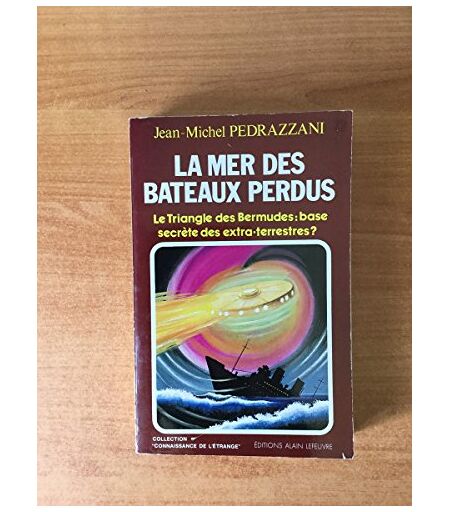 Jean-Michel PEDRAZZANI
LA MER DES
BATEAUX PERDUS
Le Triangle des Bermudes: base
secrète des extra-terrestres?
COLLECTION
"CONNAISSANCE DE L'ÉTRANGE"
ÉDITIONS ALAIN LEFEUVRE